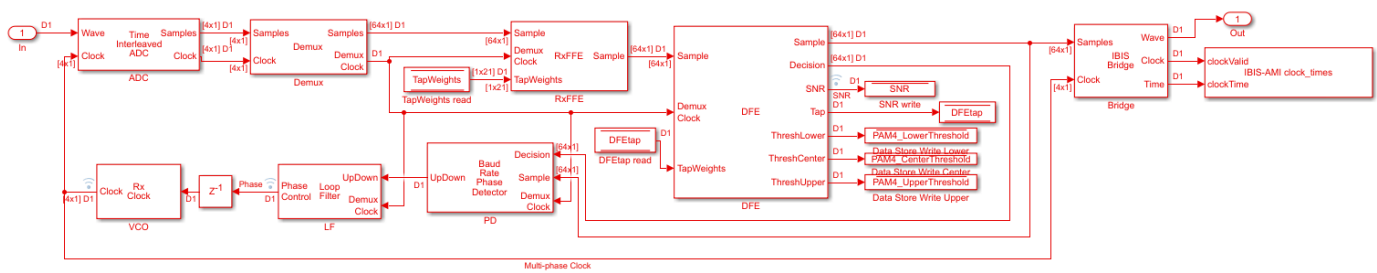 D1
1
In
Wave
Clock
[4x1]
Time
Interleaved
ADC
Samples
Clock
ADC
[4x1] D1
[4x1]
[4x1] D1
[4x1]
Samples
Clock
Demux
Samples
Demux
Clock
Demux
[64x1] D1
D1
[64x1]
Sample
Demux
Clock
TapWeights
RxFFE
Sample
RxFFE
TapWeights
TapWeights read
[1x21] D1
[1x21]
[64x1] D1
[64x1]
Sample
Demux
Clock
TapWeights
DFE
Sample
Decision
SNR
Tap
ThreshLower
ThreshCenter
ThreshUpper
DFE
DFEtap
DFEtap read
D1
[64x1] D1
[64x1] D1
D1
SNR
SNR
SNR write
D1
DFEtap
D1
PAM4_LowerThreshold
Data Store Write Lower
D1
PAM4_CenterThreshold
Data Store Write Center
D1
PAM4_UpperThreshold
Data Store Write Upper
[64x1]
Samples
Clock
[4x1]
IBIS
Bridge
Wave
Clock
Time
Bridge
D1
D1
D1
1
Out
clockValid
clockTime
IBIS-AMI clock_times
Clock
Rx
Clock
VCO
[4x1] D1
D1
Z-1
Phase
D1
Phase
Control
Loop
Filter
UpDown
Demux
Clock
LF
D1
UpDown
Baud
Rate
Phase
Detector
Decision
Sample
Demux
Clock
PD
[64x1]
[64x1]
Multi-phase Clock